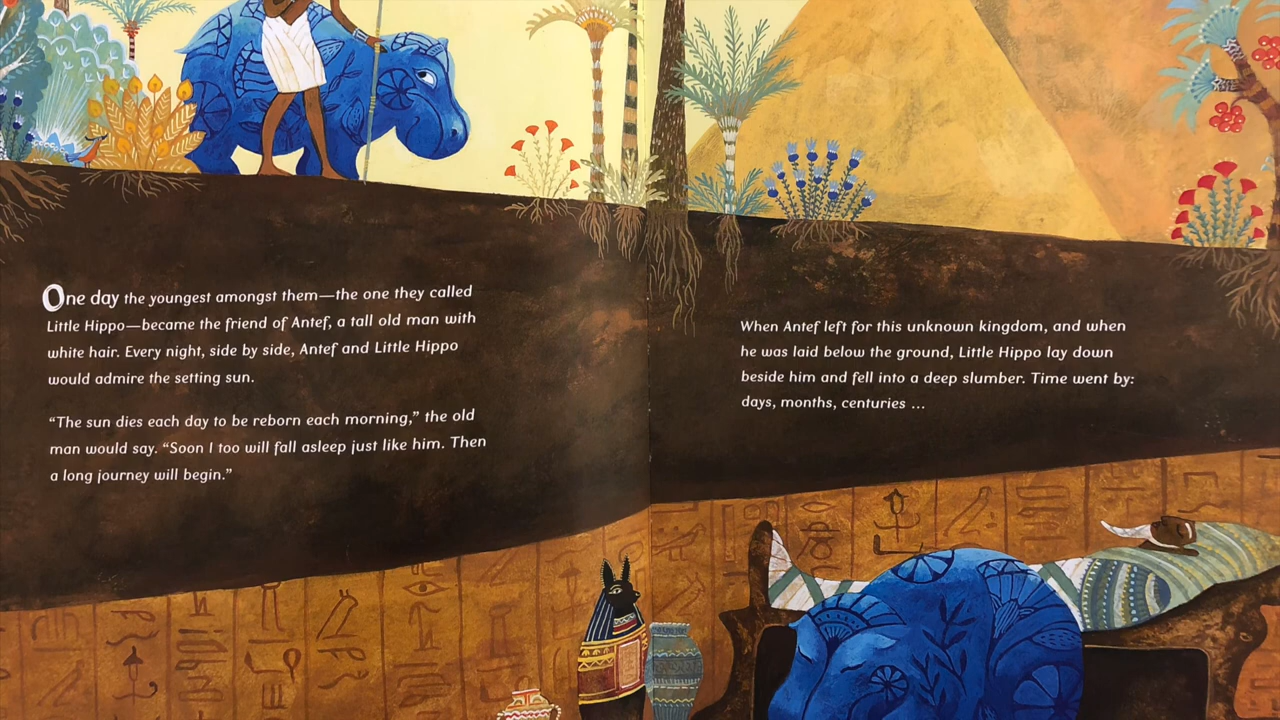 One day the youngest amongst them—the one they called
Little Hippo—became the friend of Antef, a tall old man with
white hair. Every night, side by side, Antef and Little Hippo
would admire the setting sun.
“The sun dies each day to be reborn each morning,” the old
man would say. “Soon I too will fall asleep just like him. Then
a long journey will begin.”
When Antef left for this unknown kingdom, and when
he was laid below the ground, Little Hippo lay down
beside him and fell into a deep slumber. Time went by:
days, months, centuries …